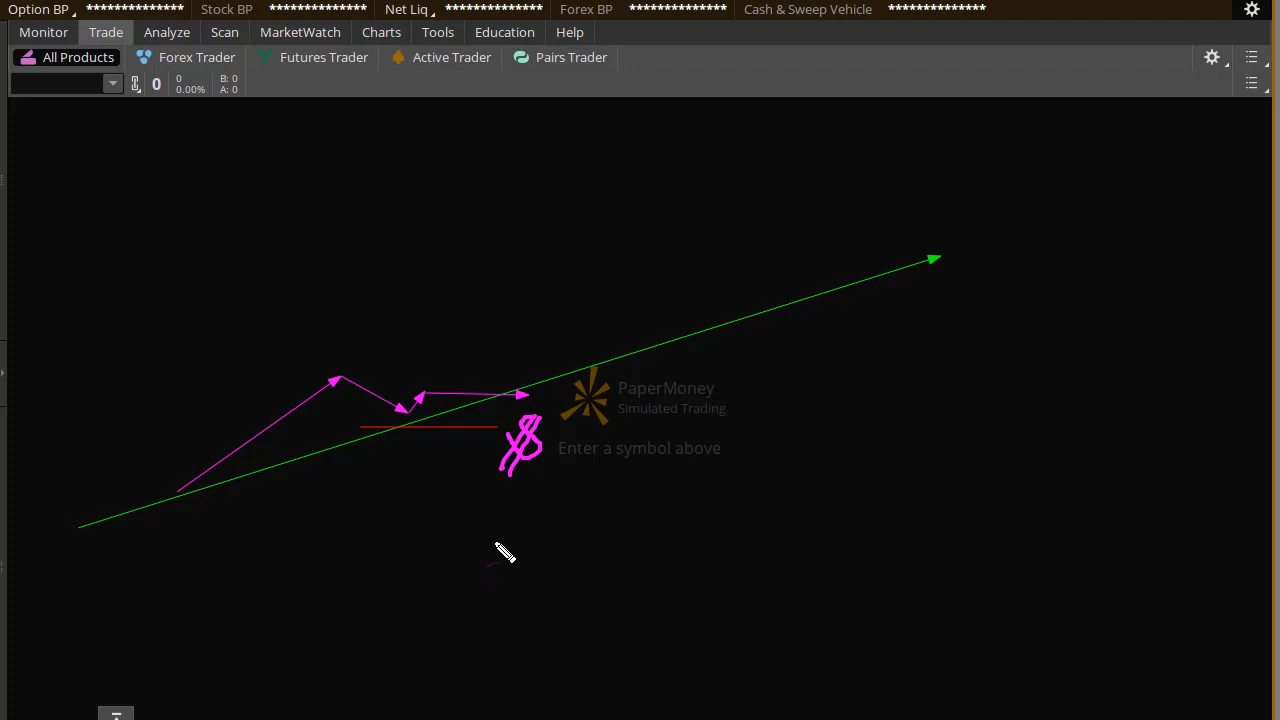 Option BP ************** Stock BP ************** Net Liq ************** Forex BP ************** Cash & Sweep Vehicle **************
Monitor Trade Analyze Scan MarketWatch Charts Tools Education Help
All Products Forex Trader Futures Trader Active Trader Pairs Trader
0 0 B: 0
0.00% A: 0
PaperMoney
Simulated Trading
Enter a symbol above